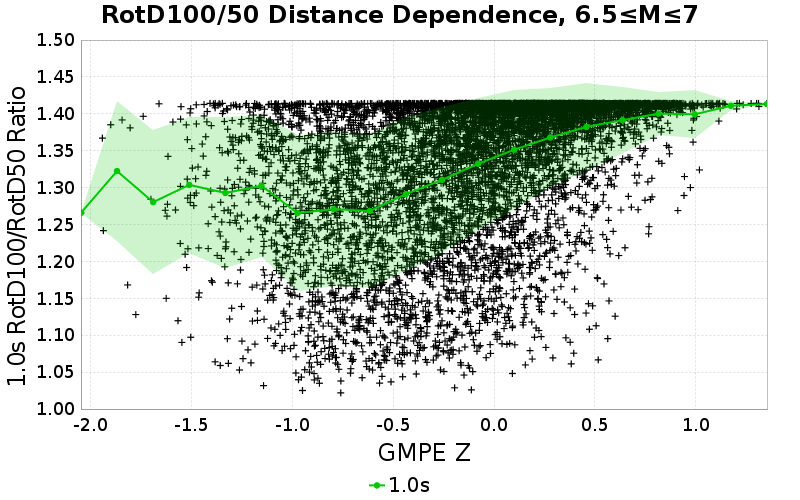 RotD100/50 Distance Dependence, 6.5≤M≤7
1.0s RotD100/RotD50 Ratio
1.50
1.45
1.40
1.35
1.30
1.25
1.20
1.15
1.10
1.05
1.00
-2.0 -1.5 -1.0 -0.5 0.0 0.5 1.0
GMPE Z
1.0s